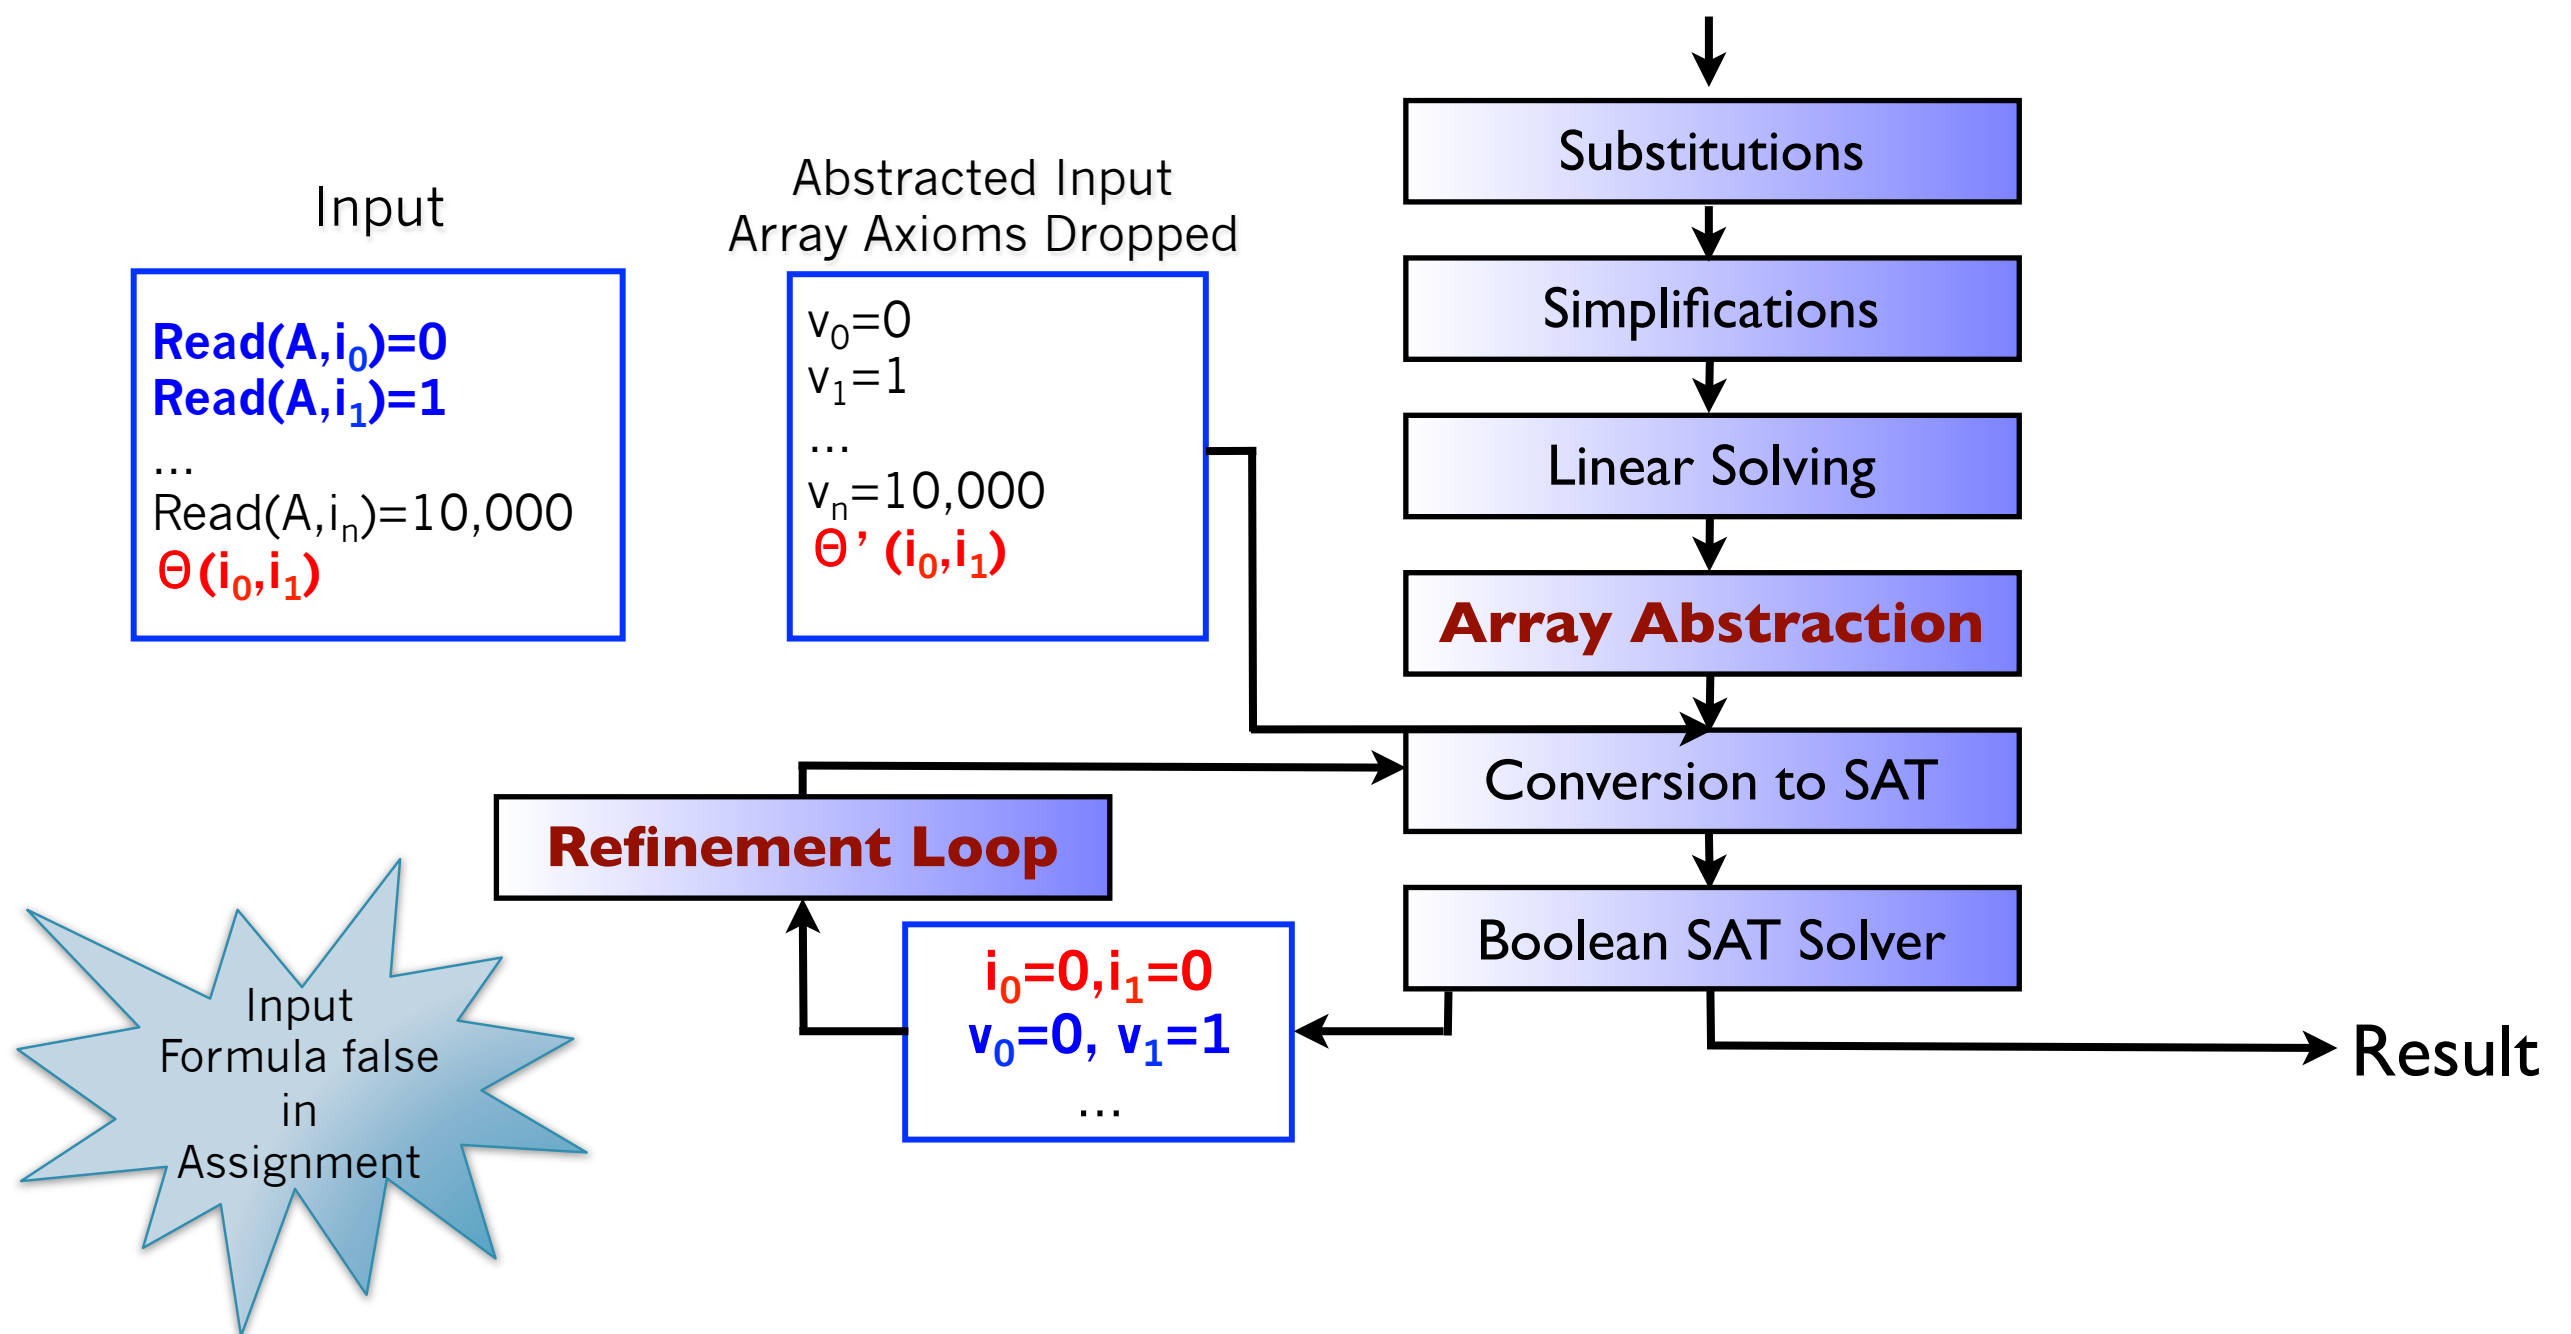 Input
Read(A,i₀)=0
Read(A,i₁)=1
...
Read(A,iₙ)=10,000
Θ(i₀,i₁)
Abstracted Input
Array Axioms Dropped
v₀=0
v₁=1
...
vₙ=10,000
Θ’ (i₀,i₁)
Substitutions
Simplifications
Linear Solving
Array Abstraction
Conversion to SAT
Refinement Loop
Boolean SAT Solver
i₀=0,i₁=0
v₀=0, v₁=1
...
Result
Input
Formula false
in
Assignment